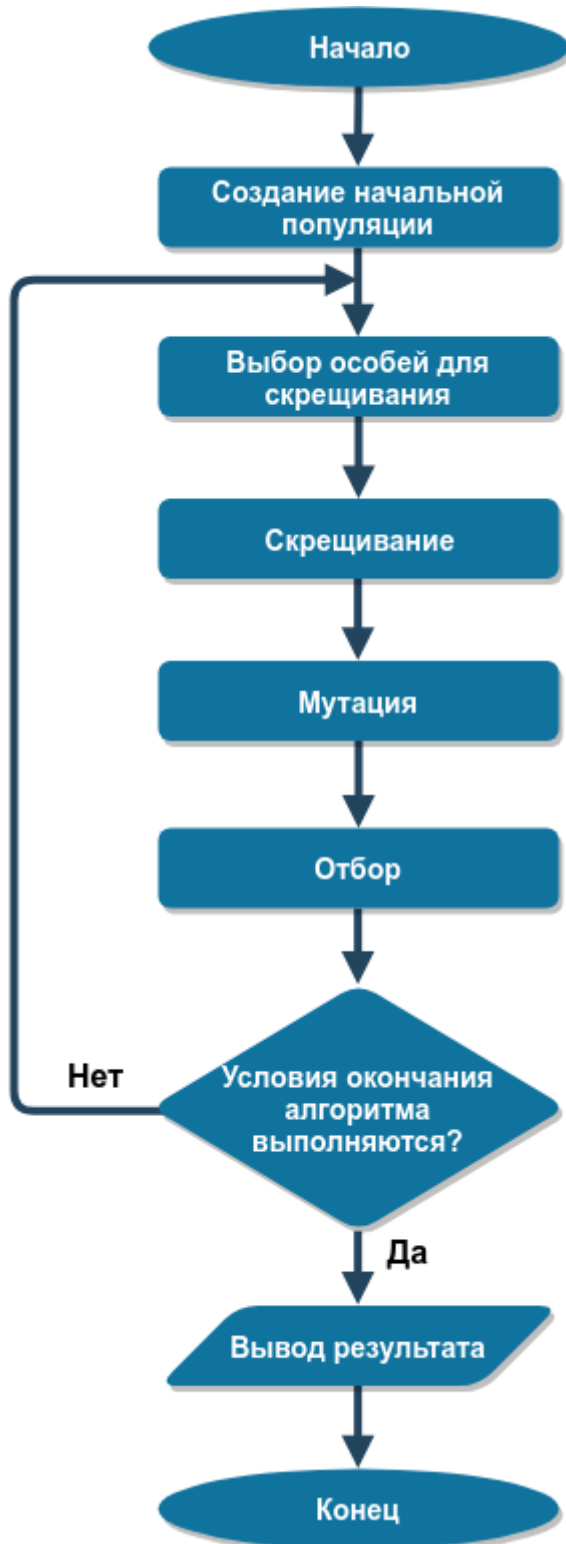 Начало
Создание начальной
популяции
Выбор особей для
скрещивания
Скрещивание
Мутация
Отбор
Условия окончания
алгоритма
выполняются?
Нет
Да
Вывод результата
Конец